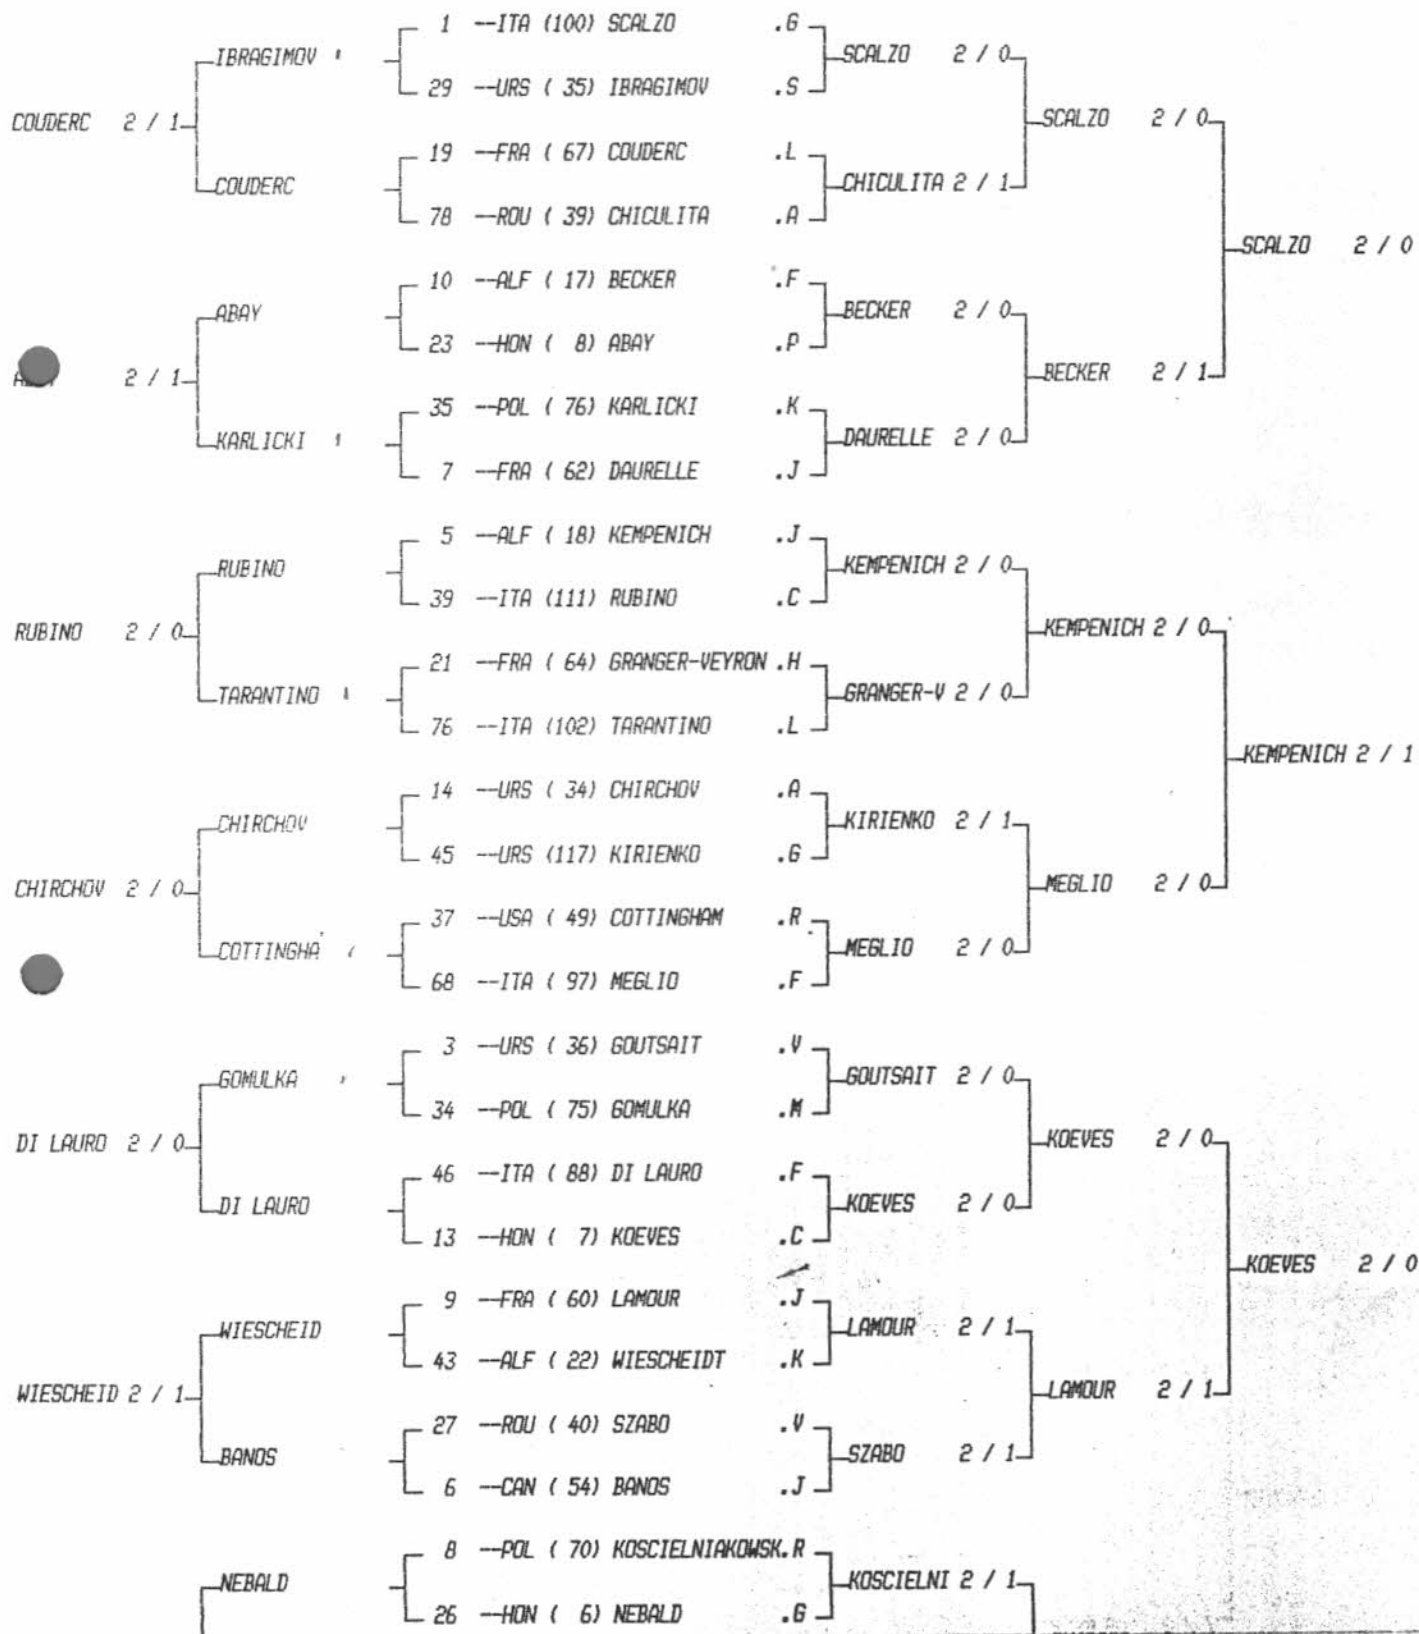 1 --ITA (100) SCALZO .G
IBRAGIMOV SCALZO 2 / 0
29 --URS ( 35) IBRAGIMOV .S
COUDERC 2 / 1 SCALZO 2 / 0
19 --FRA ( 67) COUDERC .L
COUDERC CHICULITA 2 / 1
78 --ROU ( 39) CHICULITA .A
SCALZO 2 / 0
10 --ALF ( 17) BECKER .F
ABAY BECKER 2 / 0
23 --HON ( 8) ABAY .P
2 / 1 BECKER 2 / 1
35 --POL ( 76) KARLICKI .K
KARLICKI DAURELLE 2 / 0
7 --FRA ( 62) DAURELLE .J
5 --ALF ( 18) KEMPENICH .J
RUBINO KEMPENICH 2 / 0
39 --ITA (111) RUBINO .C
RUBINO 2 / 0 KEMPENICH 2 / 0
21 --FRA ( 64) GRANGER-VEYRON .H
TARANTINO GRANGER-V 2 / 0
76 --ITA (102) TARANTINO .L
KEMPENICH 2 / 1
14 --URS ( 34) CHIRCHOV .A
CHIRCHOV KIRIENKO 2 / 1
45 --URS (117) KIRIENKO .G
CHIRCHOV 2 / 0 MEGLIO 2 / 0
37 --USA ( 49) COTTINGHAM .R
COTTINGHA MEGLIO 2 / 0
68 --ITA ( 97) MEGLIO .F
3 --URS ( 36) GOUTSAIT .V
GOMULKA GOUTSAIT 2 / 0
34 --POL ( 75) GOMULKA .M
DI LAURO 2 / 0 KOEVES 2 / 0
46 --ITA ( 88) DI LAURO .F
DI LAURO KOEVES 2 / 0
13 --HON ( 7) KOEVES .C
KOEVES 2 / 0
9 --FRA ( 60) LAMOUR .J
WIESCHEID LAMOUR 2 / 1
43 --ALF ( 22) WIESCHEIDT .K
WIESCHEID 2 / 1 LAMOUR 2 / 1
27 --ROU ( 40) SZABO .V
BANOS SZABO 2 / 1
6 --CAN ( 54) BANOS .J
8 --POL ( 70) KOSCIELNIAKOWSK.R
NEBALD KOSCIELNI 2 / 1
26 --HON ( 6) NEBALD .G